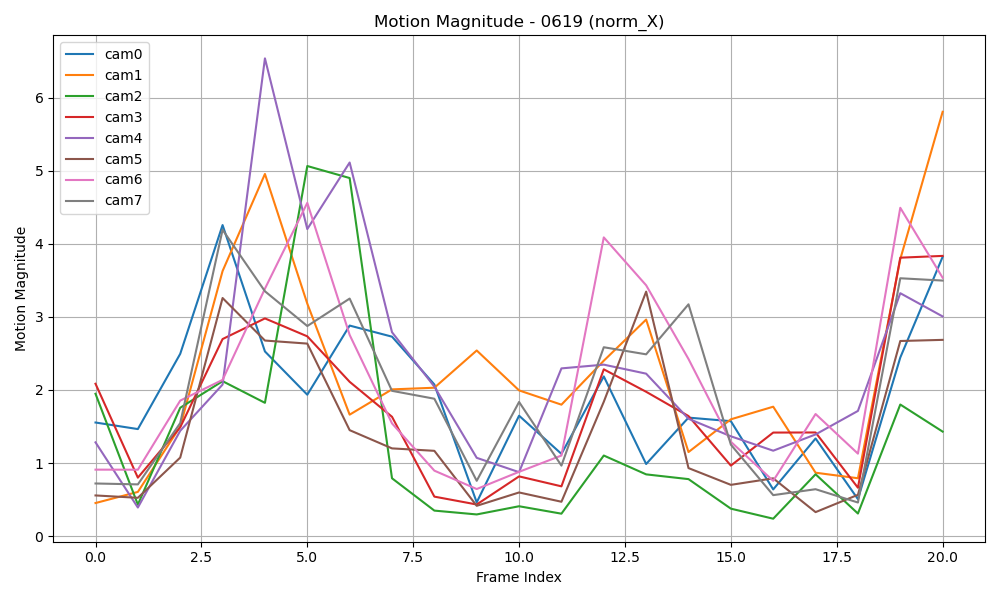 Motion Magnitude - 0619 (norm_X)
cam0
cam1
cam2
cam3
cam4
cam5
cam6
cam7
Motion Magnitude
6
5
4
3
2
1
0
0.0 2.5 5.0 7.5 10.0 12.5 15.0 17.5 20.0
Frame Index